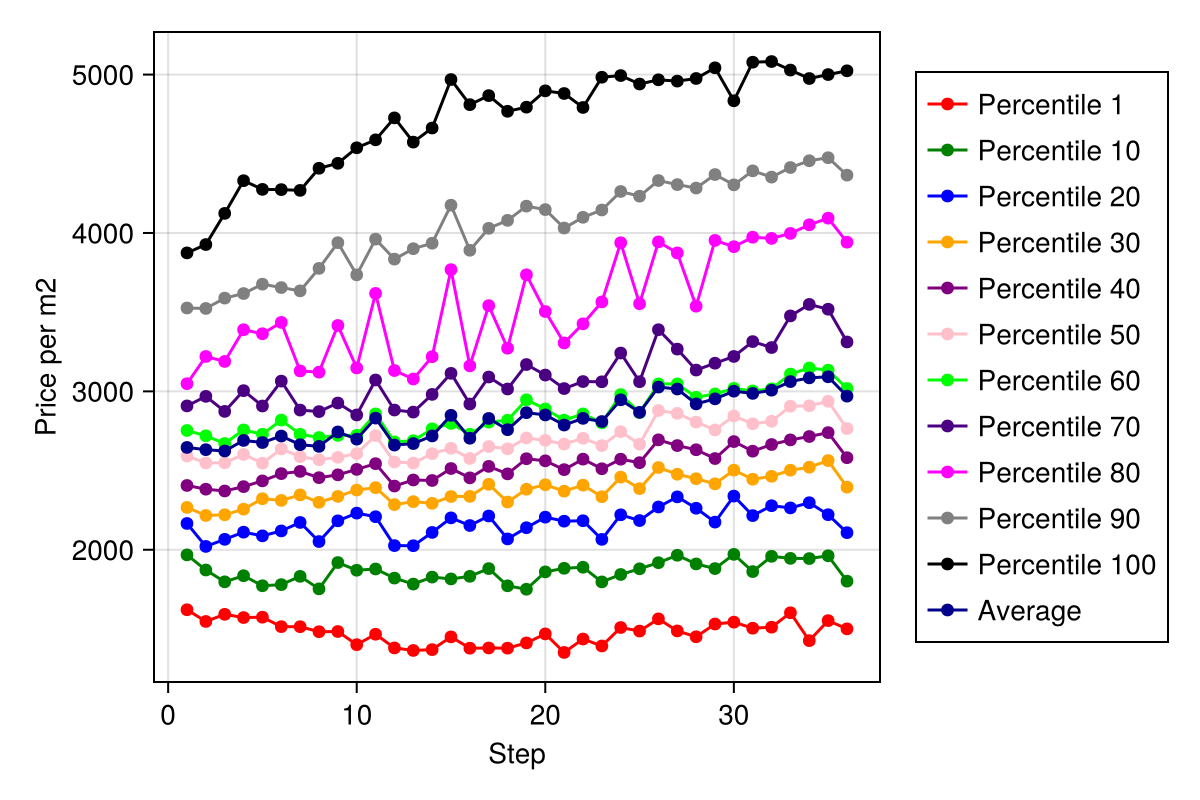 5000
4000
3000
2000
Price per m2
0
10
20
30
Step
Percentile 1
Percentile 10
Percentile 20
Percentile 30
Percentile 40
Percentile 50
Percentile 60
Percentile 70
Percentile 80
Percentile 90
Percentile 100
Average